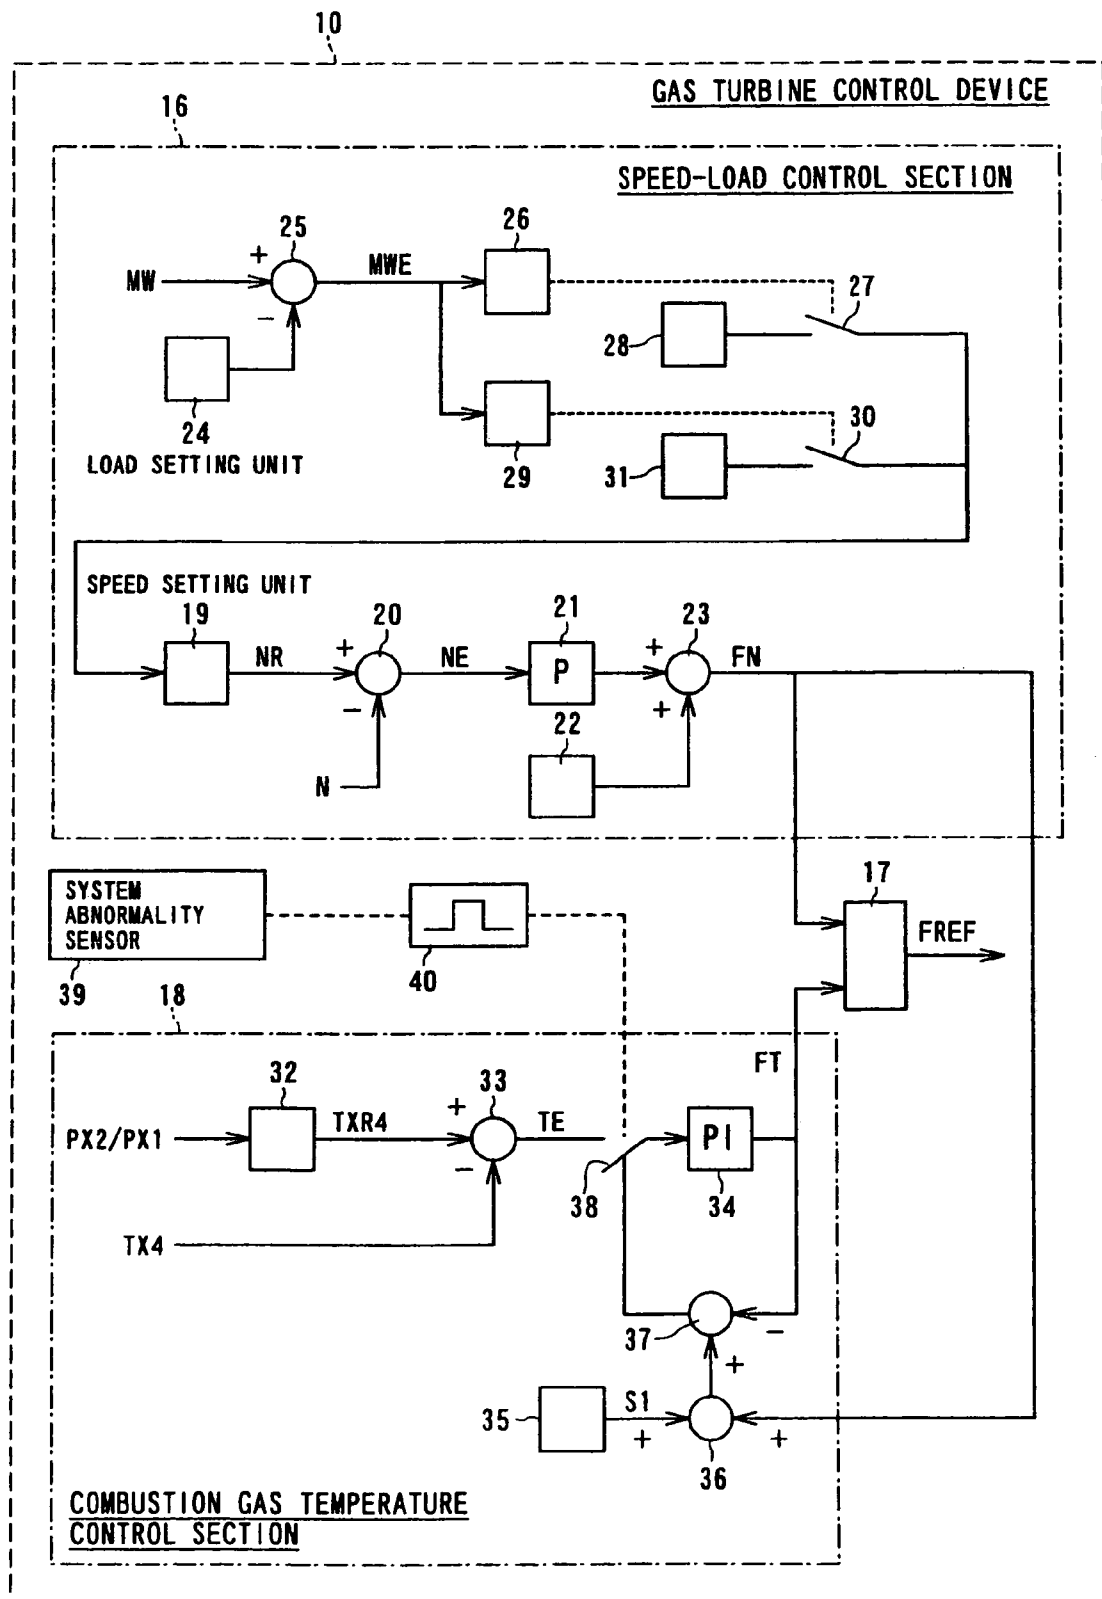 10
GAS TURBINE CONTROL DEVICE
16
SPEED-LOAD CONTROL SECTION
25
26
+
MW
MWE
27
−
28
24
30
LOAD SETTING UNIT
29
31
SPEED SETTING UNIT
19
20
21
23
NR
+
NE
P
+
FN
−
+
22
N
17
SYSTEM
ABNORMALITY
SENSOR
FREF
39
40
18
FT
32
33
+
PX2/PX1
TXR4
TE
PI
−
38
34
TX4
37
−
+
35
S1
+
+
36
COMBUSTION GAS TEMPERATURE
CONTROL SECTION